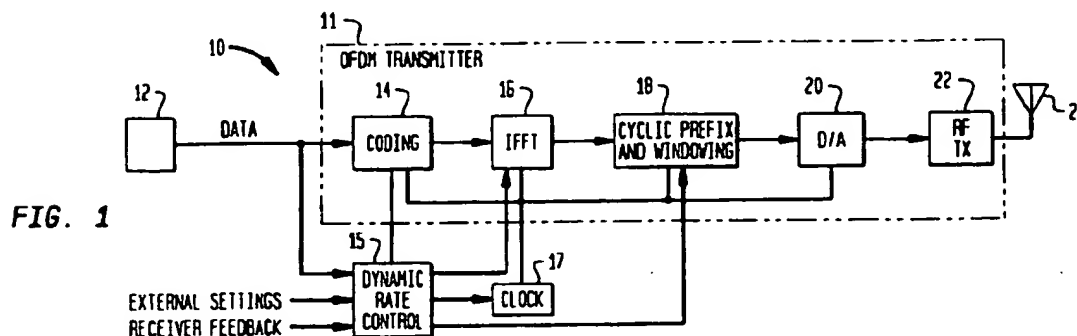 11
10
OFDM TRANSMITTER
12
14
16
18
20
22
2
DATA
CODING
IFFT
CYCLIC PREFIX
AND WINDOWING
D/A
RF
TX
FIG. 1
15
17
DYNAMIC
RATE
CONTROL
CLOCK
EXTERNAL SETTINGS
RECEIVER FEEDBACK